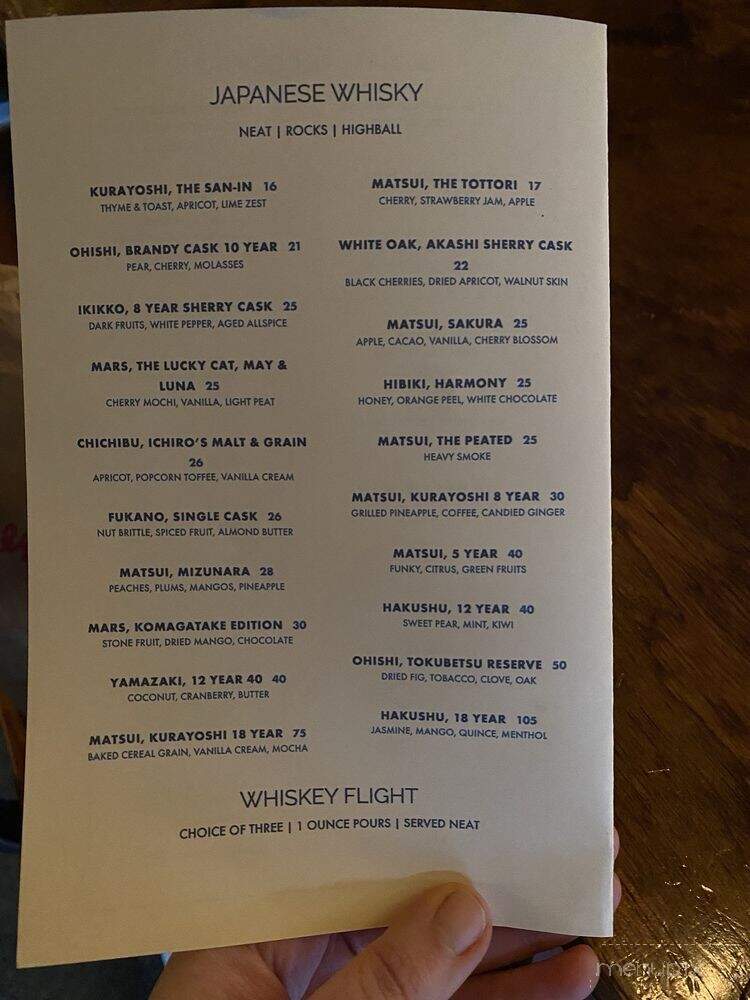 JAPANESE WHISKY
NEAT | ROCKS | HIGHBALL
KURAYOSHI, THE SAN-IN 16
THYME & TOAST, APRICOT, LIME ZEST
OHISHI, BRANDY CASK 10 YEAR 21
PEAR, CHERRY, MOLASSES
IKIKKO, 8 YEAR SHERRY CASK 25
DARK FRUITS, WHITE PEPPER, AGED ALLSPICE
MARS, THE LUCKY CAT, MAY &
LUNA 25
CHERRY MOCHI, VANILLA, LIGHT PEAT
CHICHIBU, ICHIRO'S MALT & GRAIN
26
APRICOT, POPCORN TOFFEE, VANILLA CREAM
FUKANO, SINGLE CASK 26
NUT BRITTLE, SPICED FRUIT, ALMOND BUTTER
MATSUI, MIZUNARA 28
PEACHES, PLUMS, MANGOS, PINEAPPLE
MARS, KOMAGATAKE EDITION 30
STONE FRUIT, DRIED MANGO, CHOCOLATE
YAMAZAKI, 12 YEAR 40 40
COCONUT, CRANBERRY, BUTTER
MATSUI, KURAYOSHI 18 YEAR 75
BAKED CEREAL GRAIN, VANILLA CREAM, MOCHA
MATSUI, THE TOTTORI 17
CHERRY, STRAWBERRY JAM, APPLE
WHITE OAK, AKASHI SHERRY CASK
22
BLACK CHERRIES, DRIED APRICOT, WALNUT SKIN
MATSUI, SAKURA 25
APPLE, CACAO, VANILLA, CHERRY BLOSSOM
HIBIKI, HARMONY 25
HONEY, ORANGE PEEL, WHITE CHOCOLATE
MATSUI, THE PEATED 25
HEAVY SMOKE
MATSUI, KURAYOSHI 8 YEAR 30
GRILLED PINEAPPLE, COFFEE, CANDIED GINGER
MATSUI, 5 YEAR 40
FUNKY, CITRUS, GREEN FRUITS
HAKUSHU, 12 YEAR 40
SWEET PEAR, MINT, KIWI
OHISHI, TOKUBETSU RESERVE 50
DRIED FIG, TOBACCO, CLOVE, OAK
HAKUSHU, 18 YEAR 105
JASMINE, MANGO, QUINCE, MENTHOL
WHISKEY FLIGHT
CHOICE OF THREE | 1 OUNCE POURS | SERVED NEAT